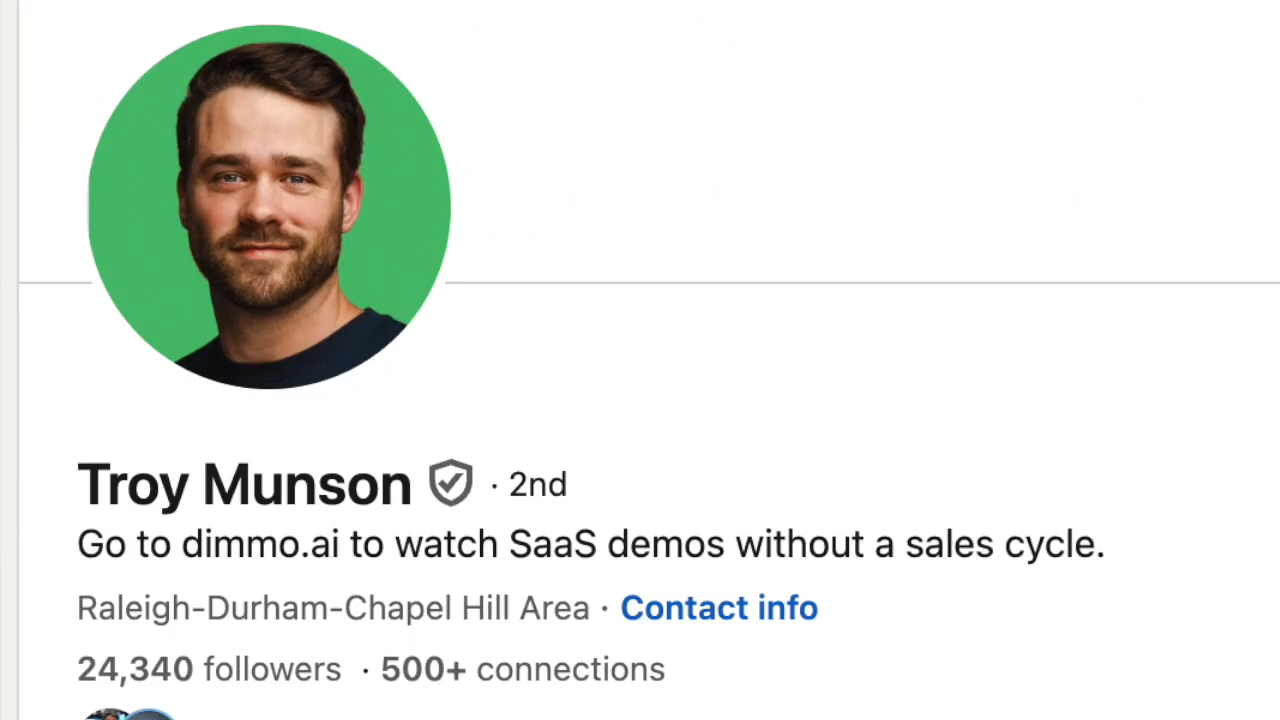 Troy Munson · 2nd
Go to dimmo.ai to watch SaaS demos without a sales cycle.
Raleigh-Durham-Chapel Hill Area · Contact info
24,340 followers · 500+ connections